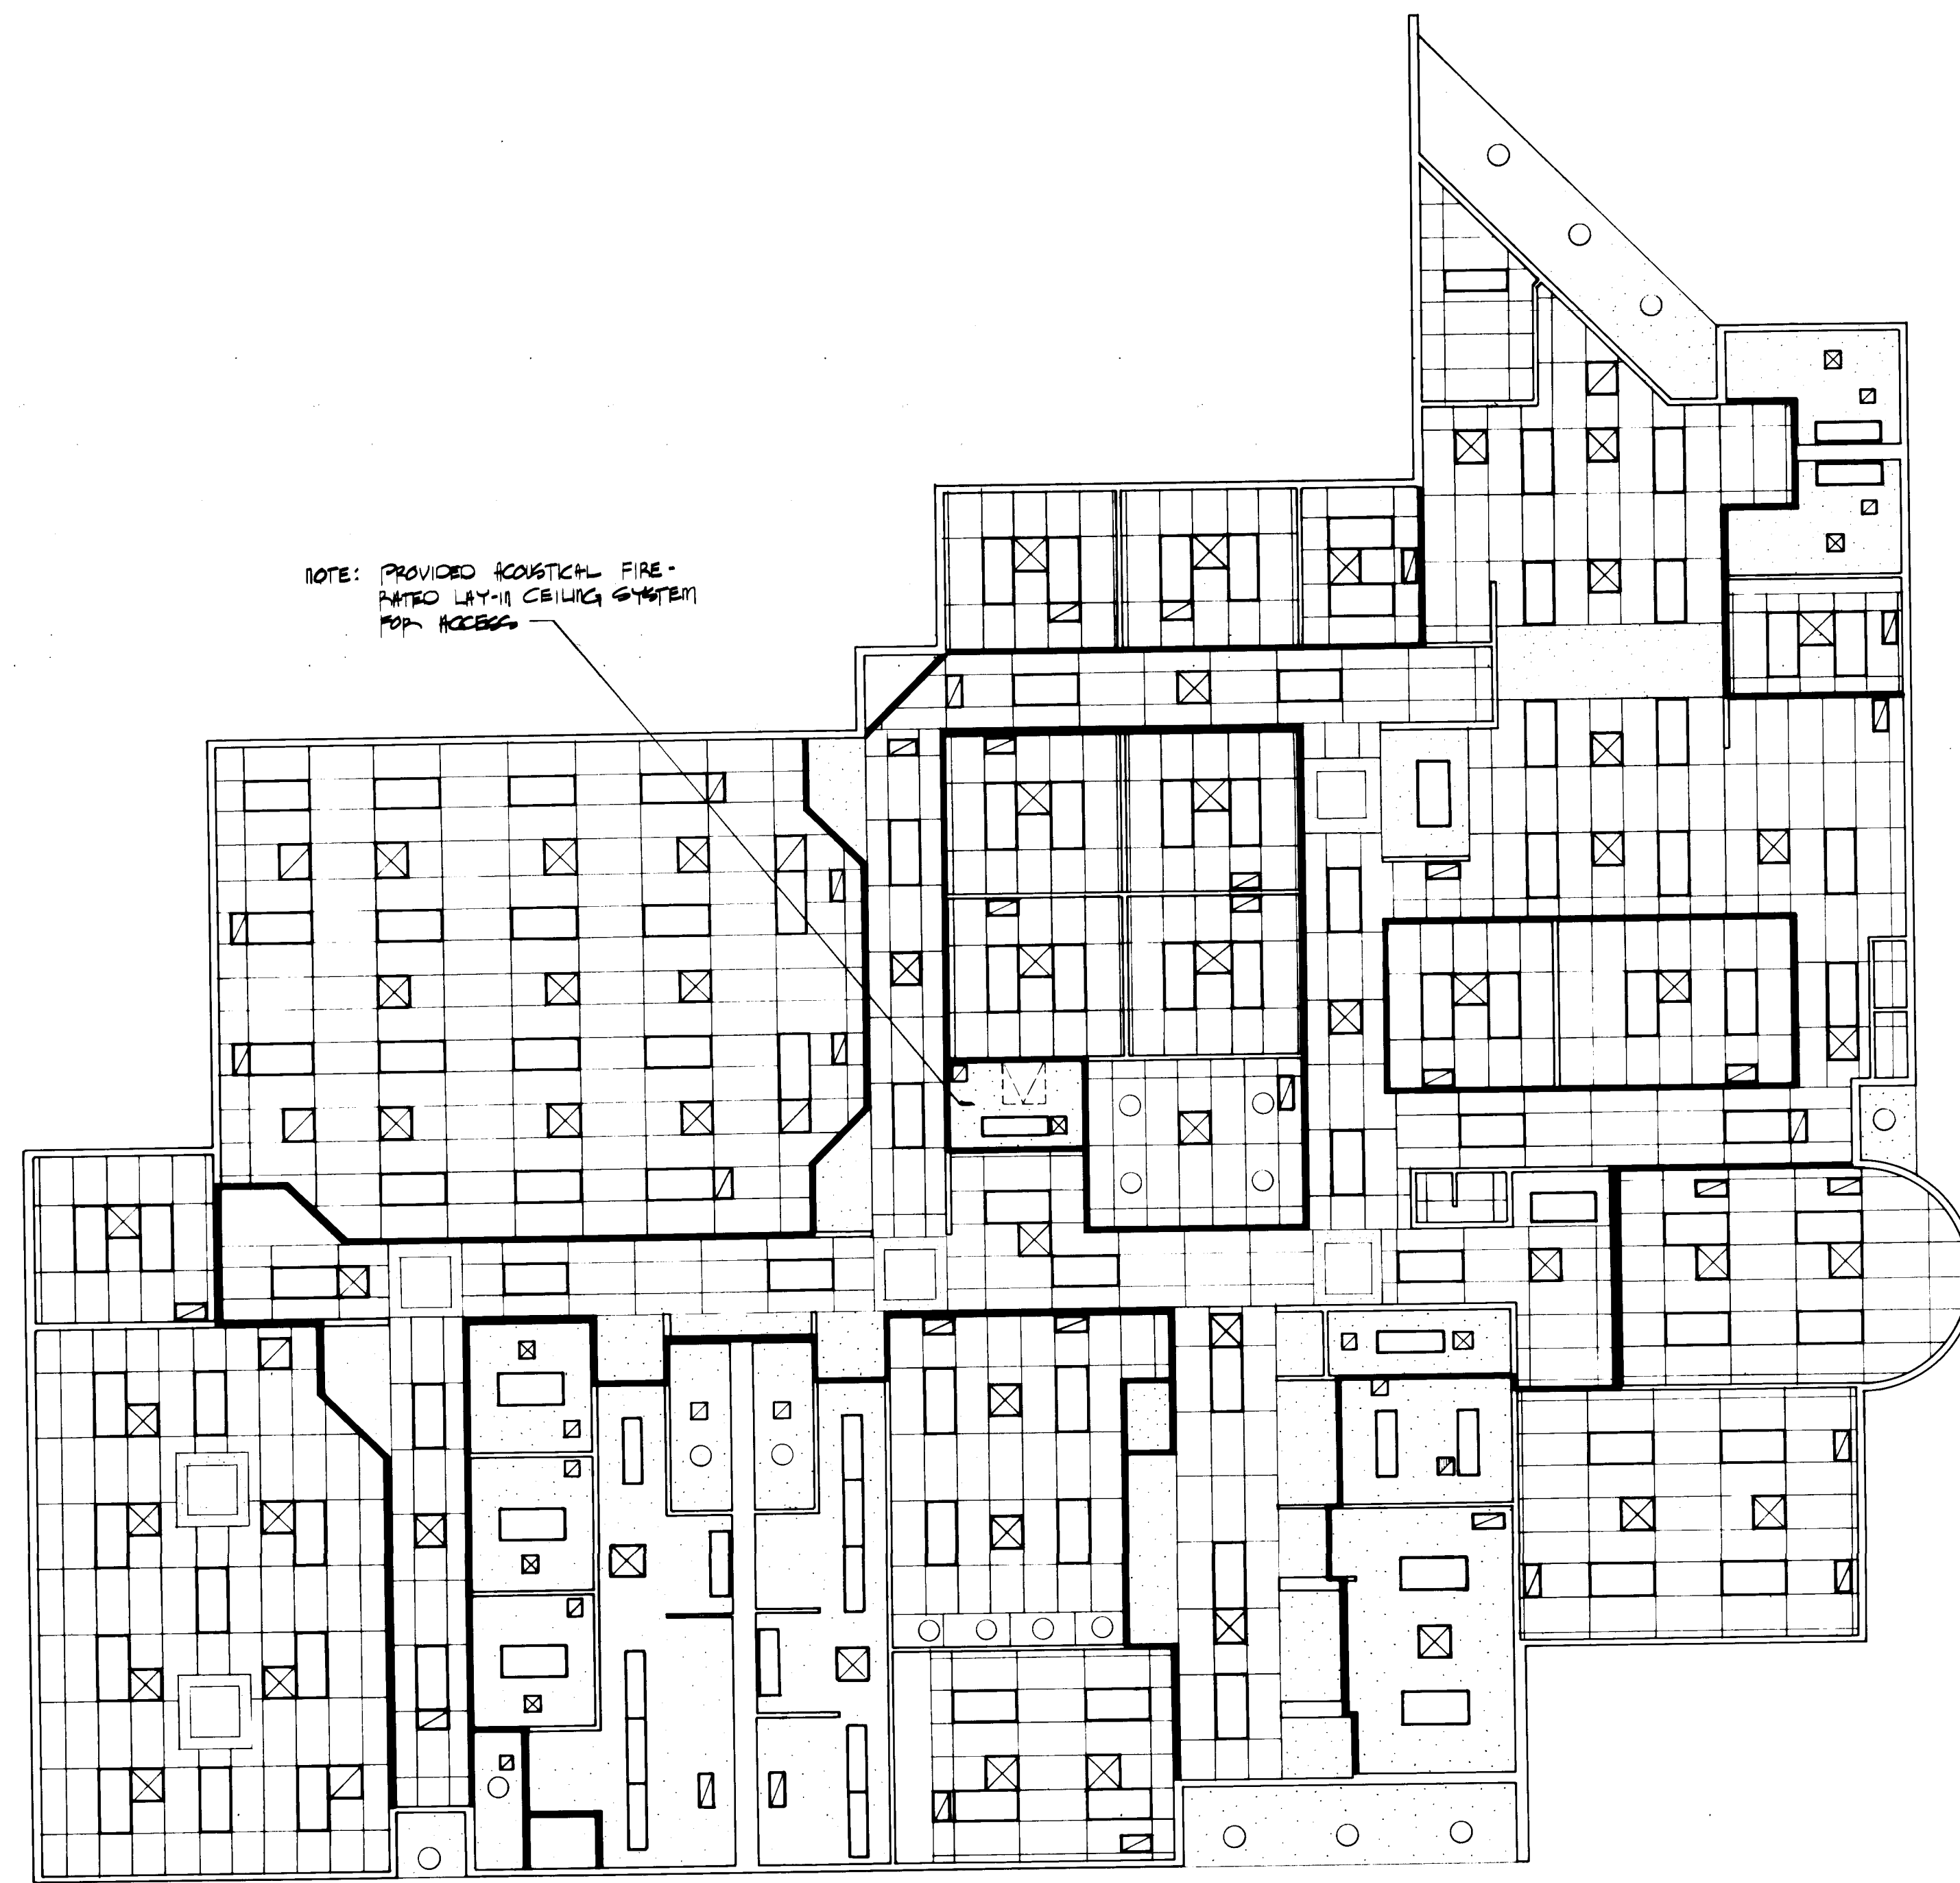 NOTE: PROVIDED ACOUSTICAL FIRE-
RATED LAY-IN CEILING SYSTEM
FOR ACCESS